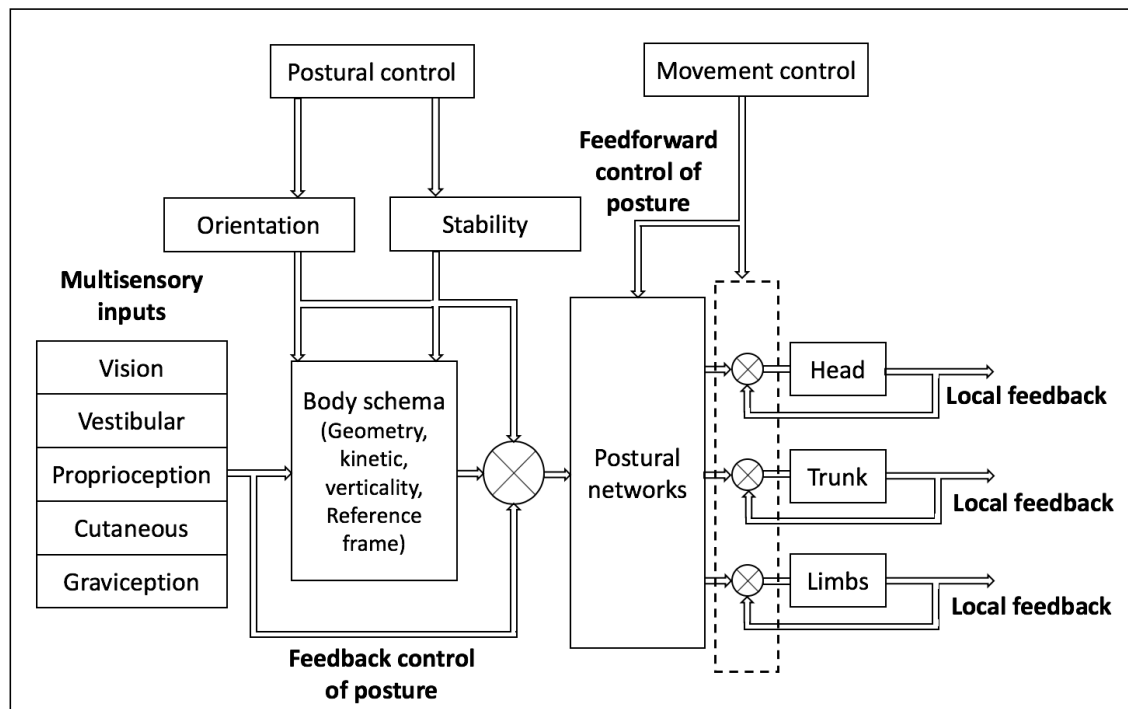 Postural control
Movement control
Feedforward
control of
posture
Orientation
Stability
Multisensory
inputs
Vision
Vestibular
Proprioception
Cutaneous
Graviception
Body schema
(Geometry,
kinetic,
verticality,
Reference
frame)
Postural
networks
Head
Local feedback
Trunk
Local feedback
Limbs
Local feedback
Feedback control
of posture